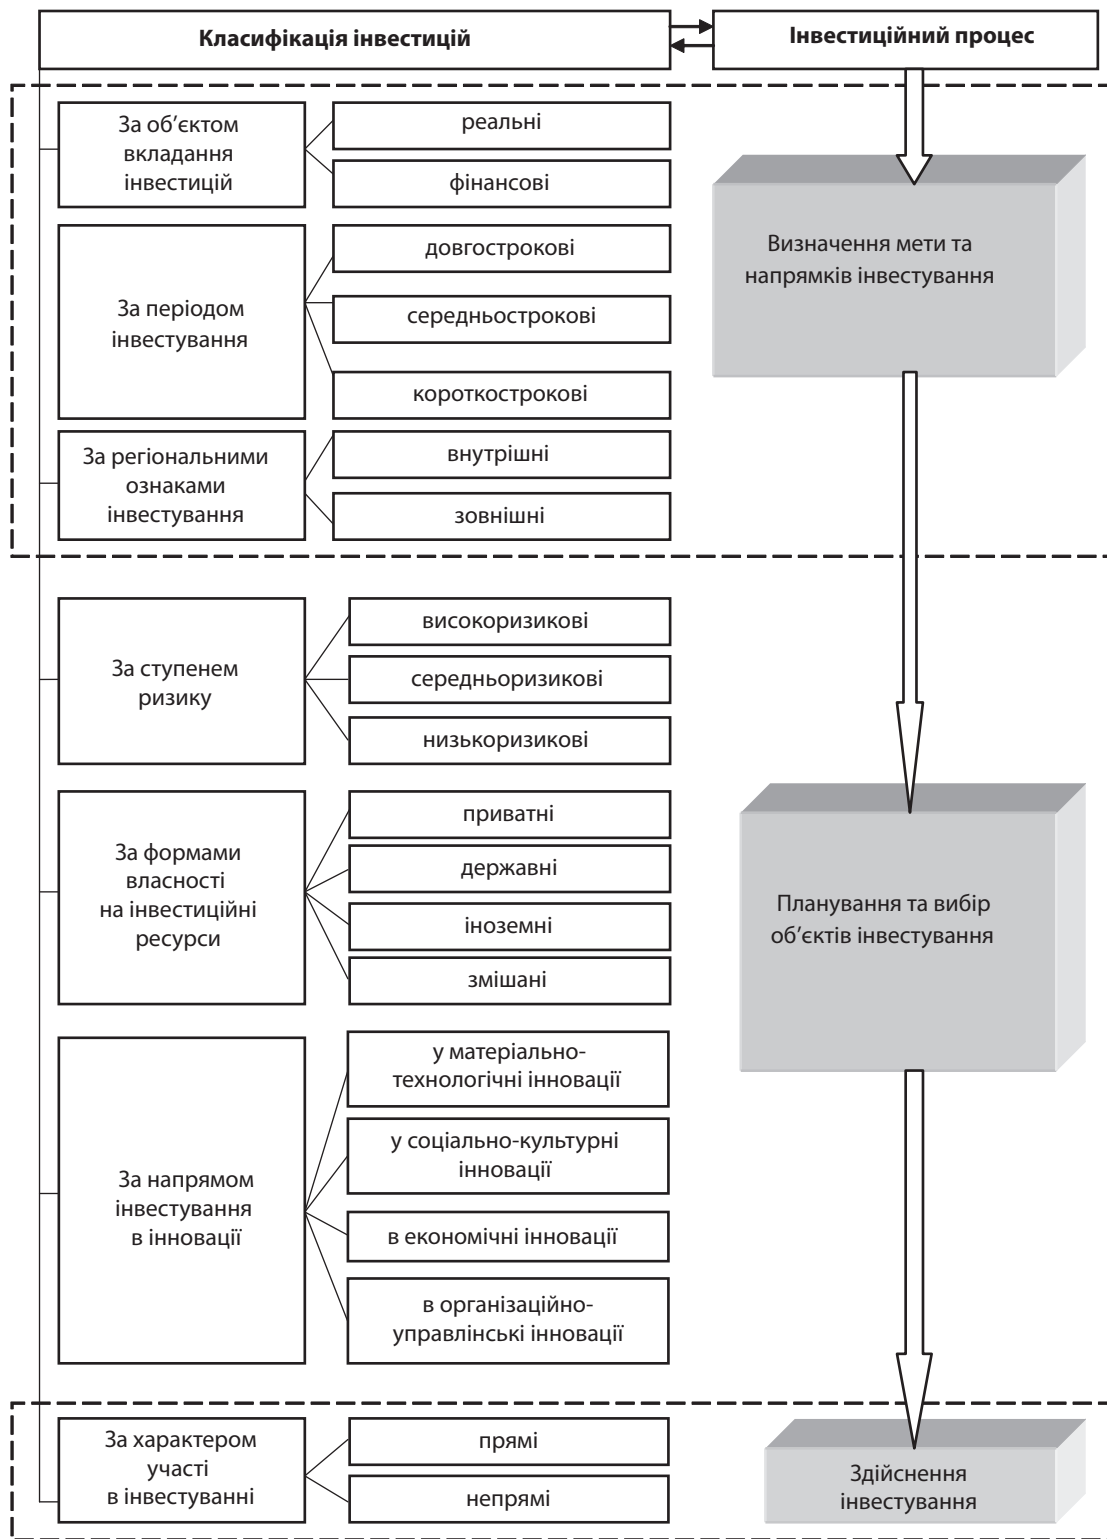 Класифікація інвестицій
Інвестиційний процес
За об’єктом
вкладання
інвестицій
реальні
фінансові
За періодом
інвестування
довгострокові
середньострокові
короткострокові
За регіональними
ознаками
інвестування
внутрішні
зовнішні
Визначення мети та
напрямків інвестування
За ступенем
ризику
високоризикові
середньоризикові
низькоризикові
За формами
власності
на інвестиційні
ресурси
приватні
державні
іноземні
змішані
За напрямом
інвестування
в інновації
у матеріально-
технологічні інновації
у соціально-культурні
інновації
в економічні інновації
в організаційно-
управлінські інновації
Планування та вибір
об’єктів інвестування
За характером
участі
в інвестуванні
прямі
непрямі
Здійснення
інвестування